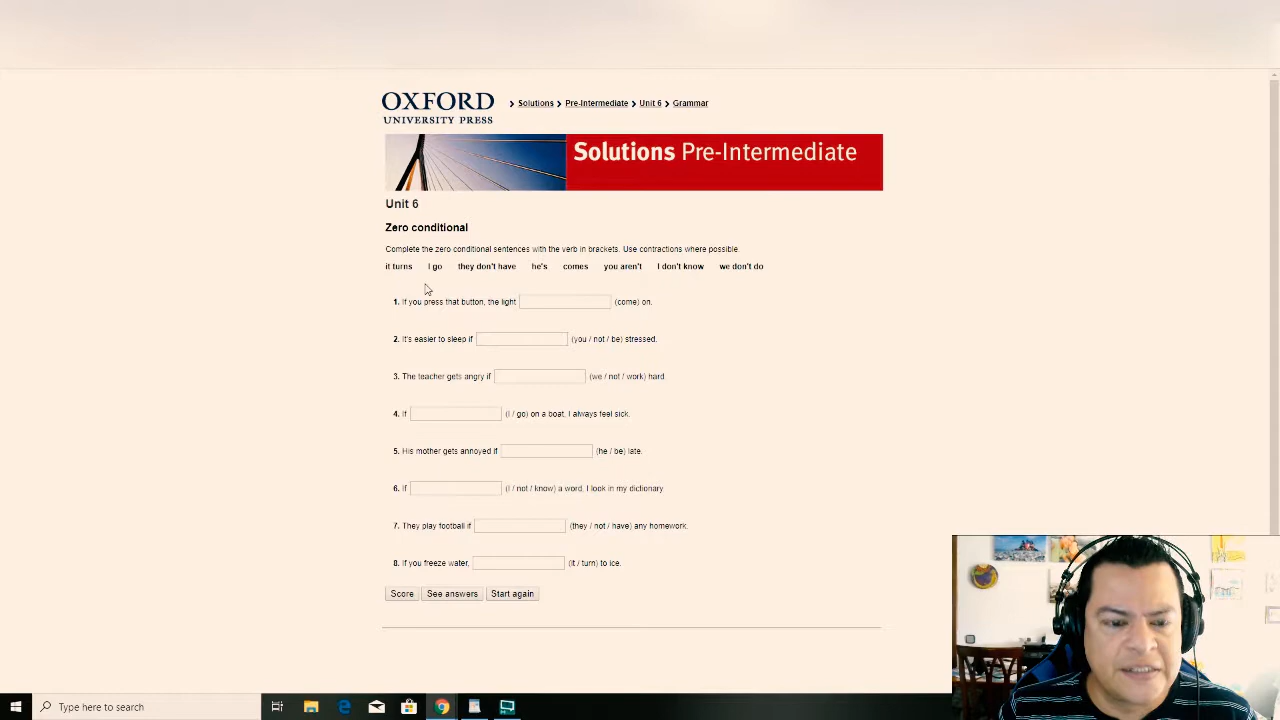 OXFORD
UNIVERSITY PRESS
Solutions Pre-Intermediate Unit 6 Grammar
Solutions Pre-Intermediate
Unit 6
Zero conditional
Complete the zero conditional sentences with the verb in brackets. Use contractions where possible.
it turns I go they don't have he's comes you aren't I don't know we don't do
1. If you press that button, the light (come) on.
2. It's easier to sleep if (you / not / be) stressed.
3. The teacher gets angry if (we / not / work) hard.
4. If (I / go) on a boat, I always feel sick.
5. His mother gets annoyed if (he / be) late.
6. If (I / not / know) a word, I look in my dictionary.
7. They play football if (they / not / have) any homework.
8. If you freeze water, (it / turn) to ice.
Score See answers Start again
Type here to search